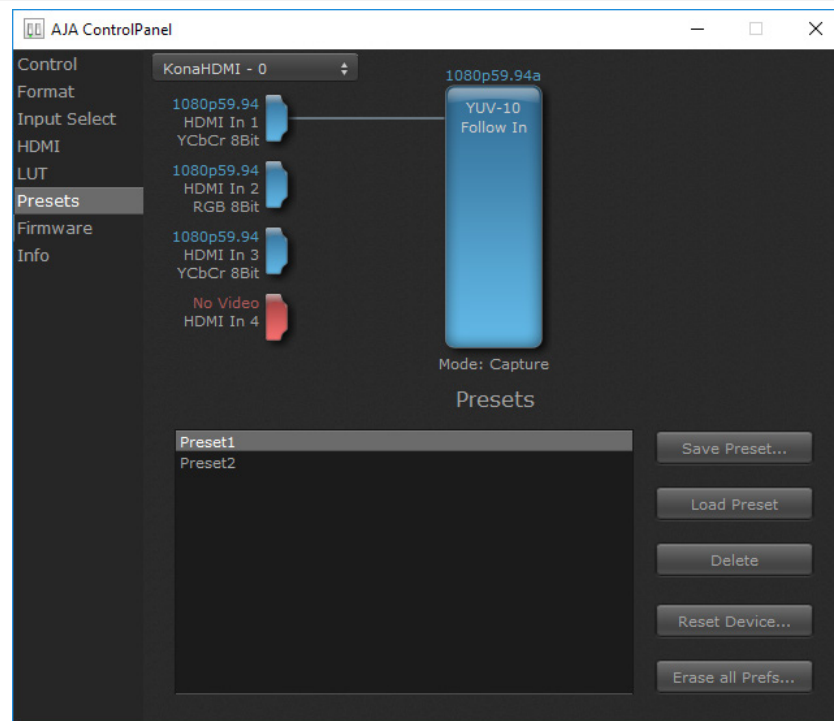 AJA ControlPanel
Control
Format
Input Select
HDMI
LUT
Presets
Firmware
Info
KonaHDMI - 0
1080p59.94
HDMI In 1
YCbCr 8Bit
1080p59.94
HDMI In 2
RGB 8Bit
1080p59.94
HDMI In 3
YCbCr 8Bit
No Video
HDMI In 4
1080p59.94a
YUV-10
Follow In
Mode: Capture
Presets
Preset1
Preset2
Save Preset...
Load Preset
Delete
Reset Device...
Erase all Prefs...